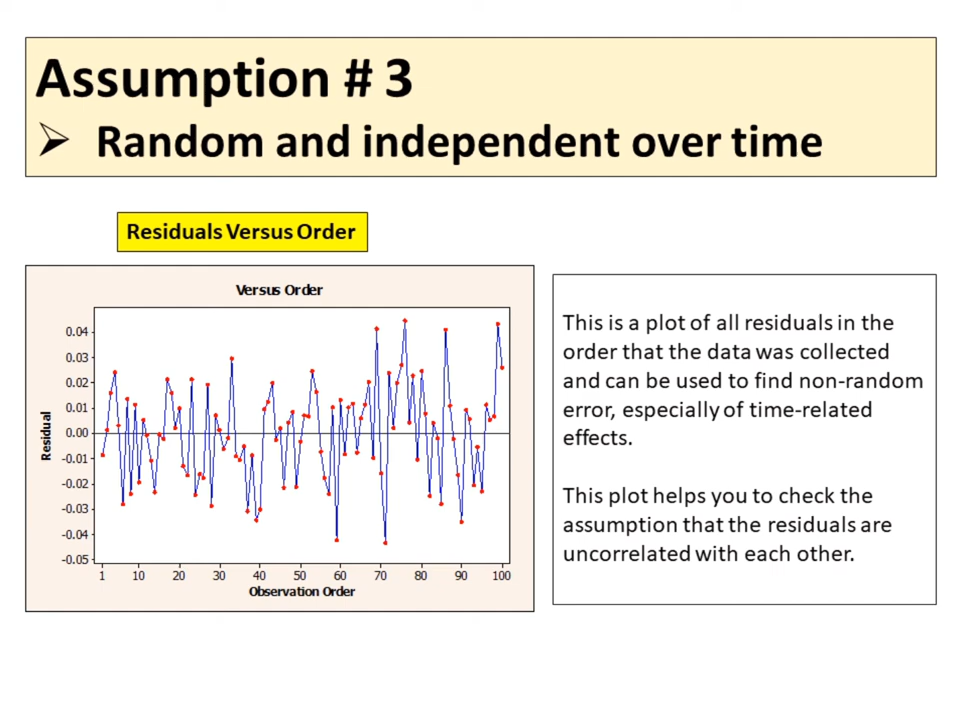 Assumption # 3
➢ Random and independent over time
Residuals Versus Order
Versus Order
Residual
0.04
0.03
0.02
0.01
0.00
-0.01
-0.02
-0.03
-0.04
-0.05
1 10 20 30 40 50 60 70 80 90 100
Observation Order
This is a plot of all residuals in the
order that the data was collected
and can be used to find non-random
error, especially of time-related
effects.
This plot helps you to check the
assumption that the residuals are
uncorrelated with each other.